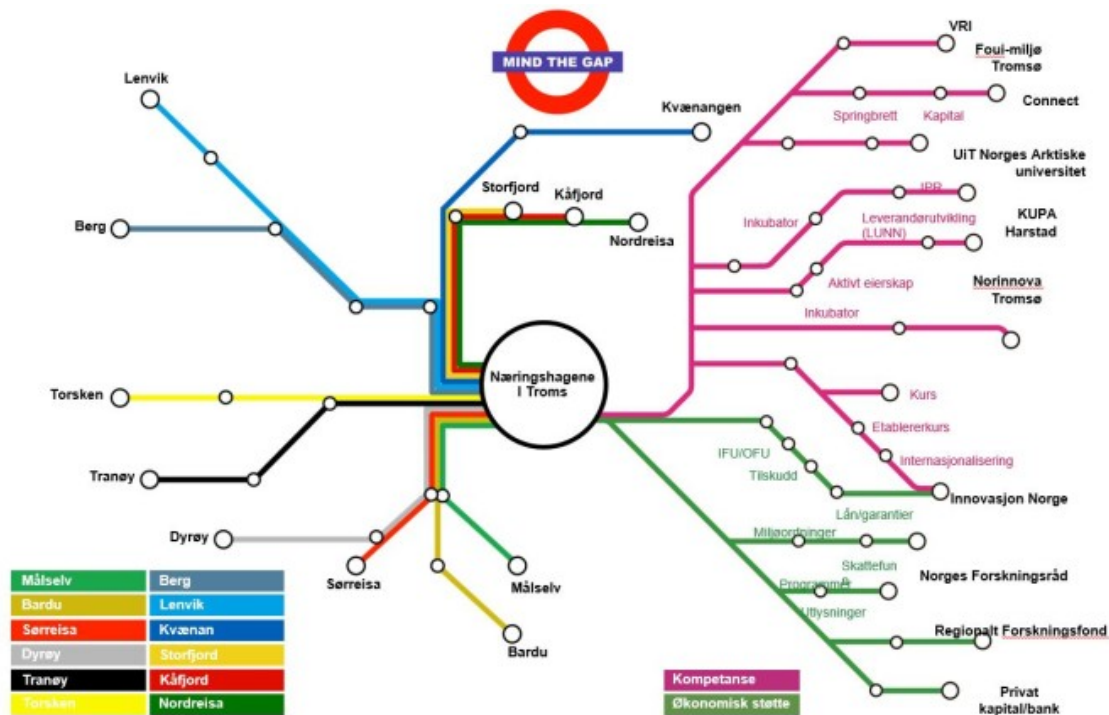 MIND THE GAP
Lenvik
Berg
Kvænangen
Storfjord
Kåfjord
Nordreisa
Torsken
Tranøy
Dyrøy
Sørreisa
Målselv
Bardu
Næringshagene
I Troms
VRI
Foui-miljø
Tromsø
Connect
Springbrett
Kapital
UiT Norges Arktiske
universitet
IPR
Inkubator
Leverandørutvikling
(LUNN)
KUPA
Harstad
Aktivt eierskap
Norinnova
Tromsø
Inkubator
Kurs
Etablererkurs
Internasjonalisering
IFU/OFU
Tilskudd
Innovasjon Norge
Lån/garantier
Miljøordninger
Skattefun
Norges Forskningsråd
Programmer
Utlysninger
Regionalt Forskningsfond
Privat
kapital/bank
Målselv Berg
Bardu Lenvik
Sørreisa Kvænan
Dyrøy Storfjord
Tranøy Kåfjord
Torsken Nordreisa
Kompetanse
Økonomisk støtte